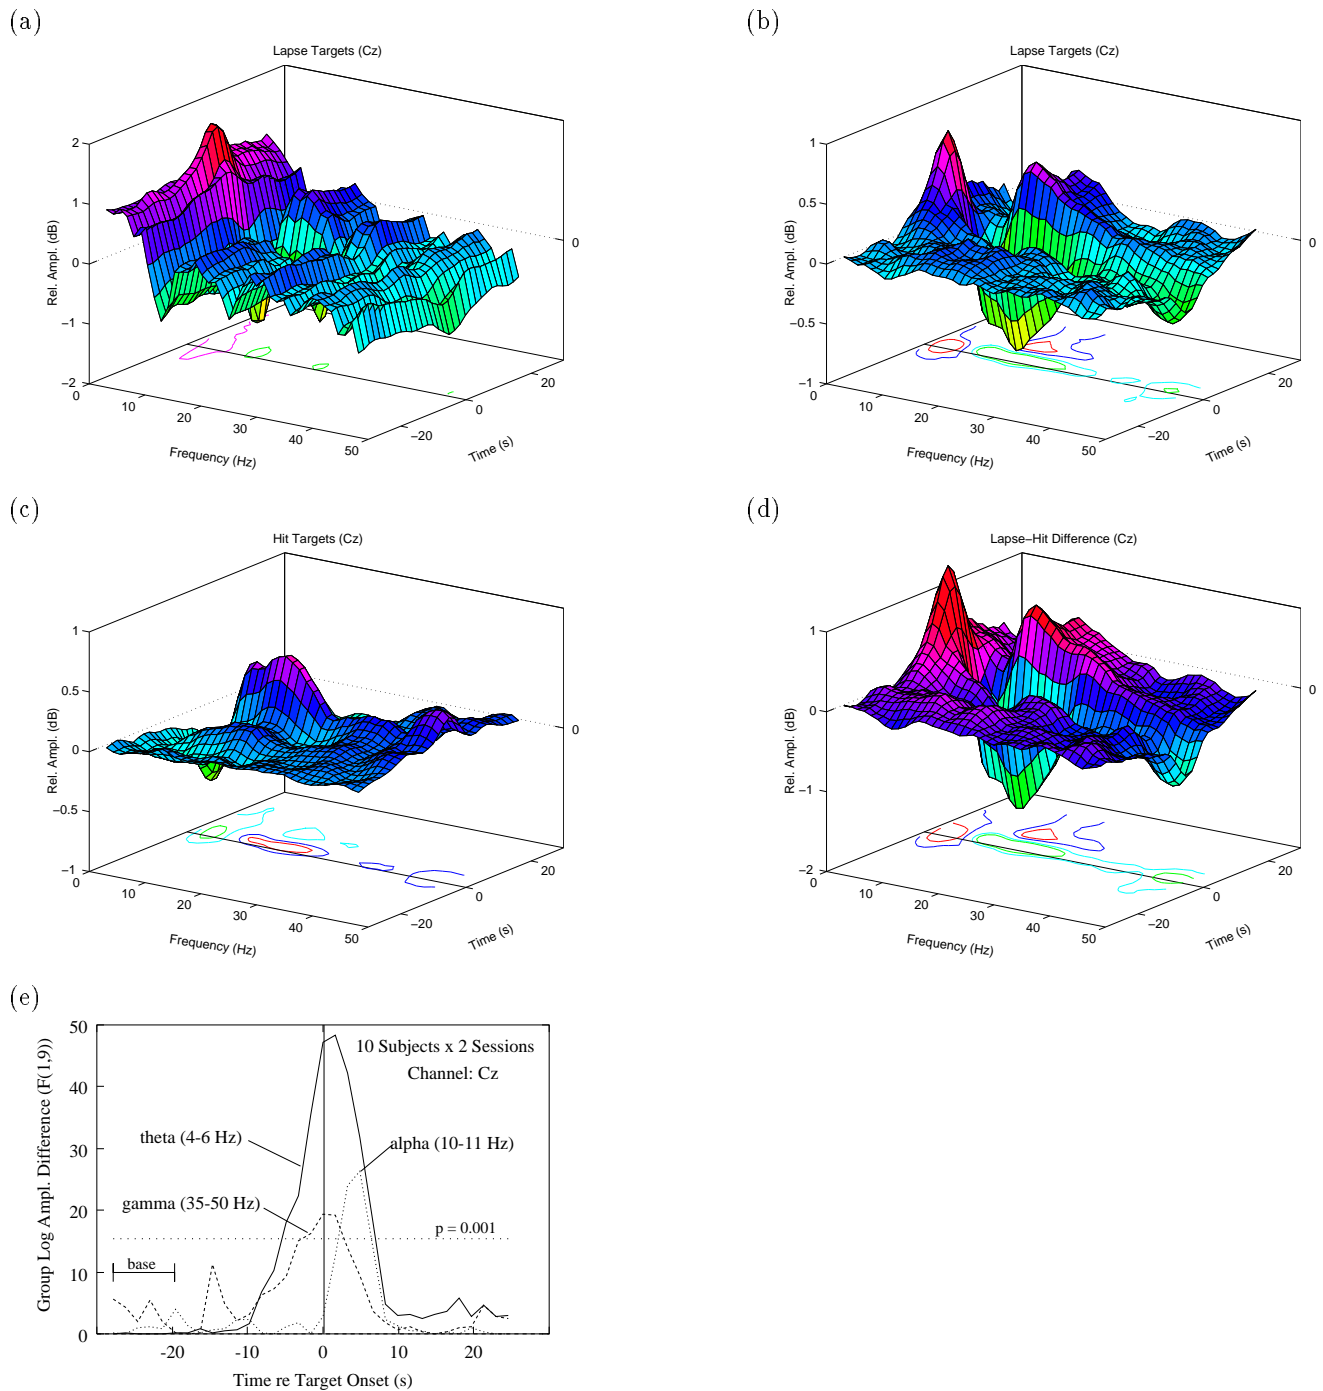 (a)
Lapse Targets (Cz)
2
1
0
−1
−2
Rel. Ampl. (dB)
0
0
10
20
30
40
50
Frequency (Hz)
−20
0
20
Time (s)
(b)
Lapse Targets (Cz)
1
0.5
0
−0.5
−1
Rel. Ampl. (dB)
0
0
10
20
30
40
50
Frequency (Hz)
−20
0
20
Time (s)
(c)
Hit Targets (Cz)
1
0.5
0
−0.5
−1
Rel. Ampl. (dB)
0
0
10
20
30
40
50
Frequency (Hz)
−20
0
20
Time (s)
(d)
Lapse−Hit Difference (Cz)
1
0
−1
−2
Rel. Ampl. (dB)
0
0
10
20
30
40
50
Frequency (Hz)
−20
0
20
Time (s)
(e)
50
40
30
20
10
0
Group Log Ampl. Difference (F(1,9))
10 Subjects x 2 Sessions
Channel: Cz
theta (4-6 Hz)
alpha (10-11 Hz)
gamma (35-50 Hz)
p = 0.001
base
-20
-10
0
10
20
Time re Target Onset (s)